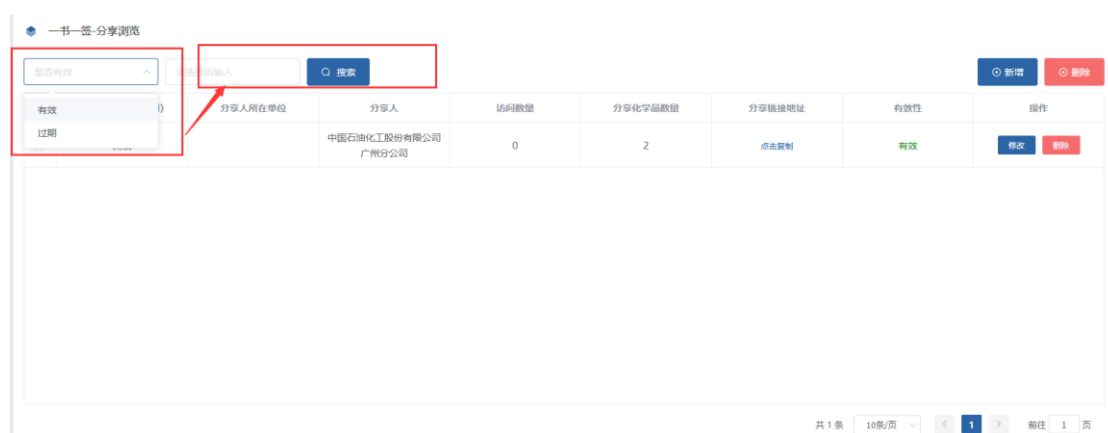 一书一签-分享浏览
是否有效
后输入
搜索
新增
删除
有效
过期
分享人所在单位
分享人
访问数量
分享化学品数量
分享链接地址
有效性
操作
中国石油化工股份有限公司
广州分公司
0
2
点击复制
有效
修改
删除
共 1 条
10条/页
1
前往 1 页